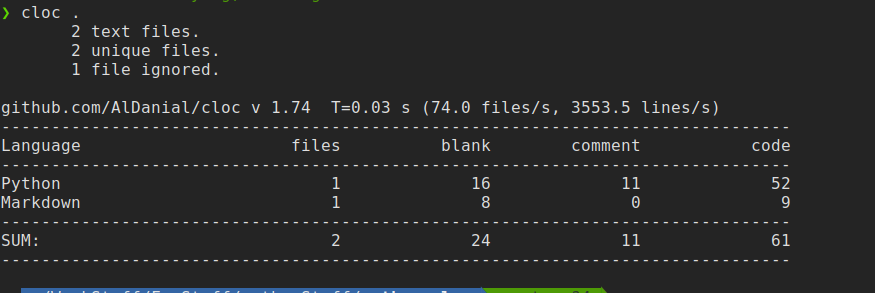 ❯ cloc .
       2 text files.
       2 unique files.
       1 file ignored.
github.com/AlDanial/cloc v 1.74  T=0.03 s (74.0 files/s, 3553.5 lines/s)
-------------------------------------------------------------------------------
Language                     files          blank        comment           code
-------------------------------------------------------------------------------
Python                           1             16             11             52
Markdown                         1              8              0              9
-------------------------------------------------------------------------------
SUM:                             2             24             11             61
-------------------------------------------------------------------------------